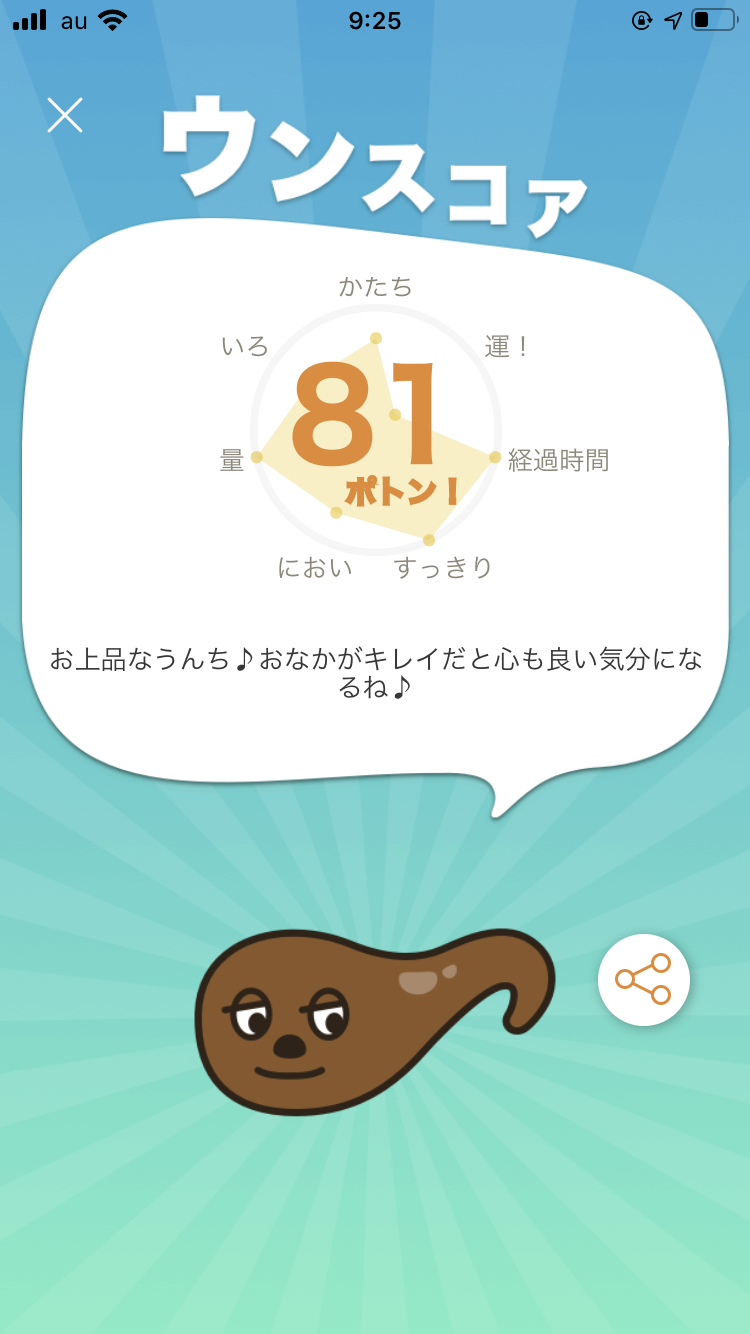 au
9:25
ウンスコア
かたち
いろ
運！
81
量
経過時間
ポトン！
におい
すっきり
お上品なうんち♪おなかがキレイだと心も良い気分にな
るね♪